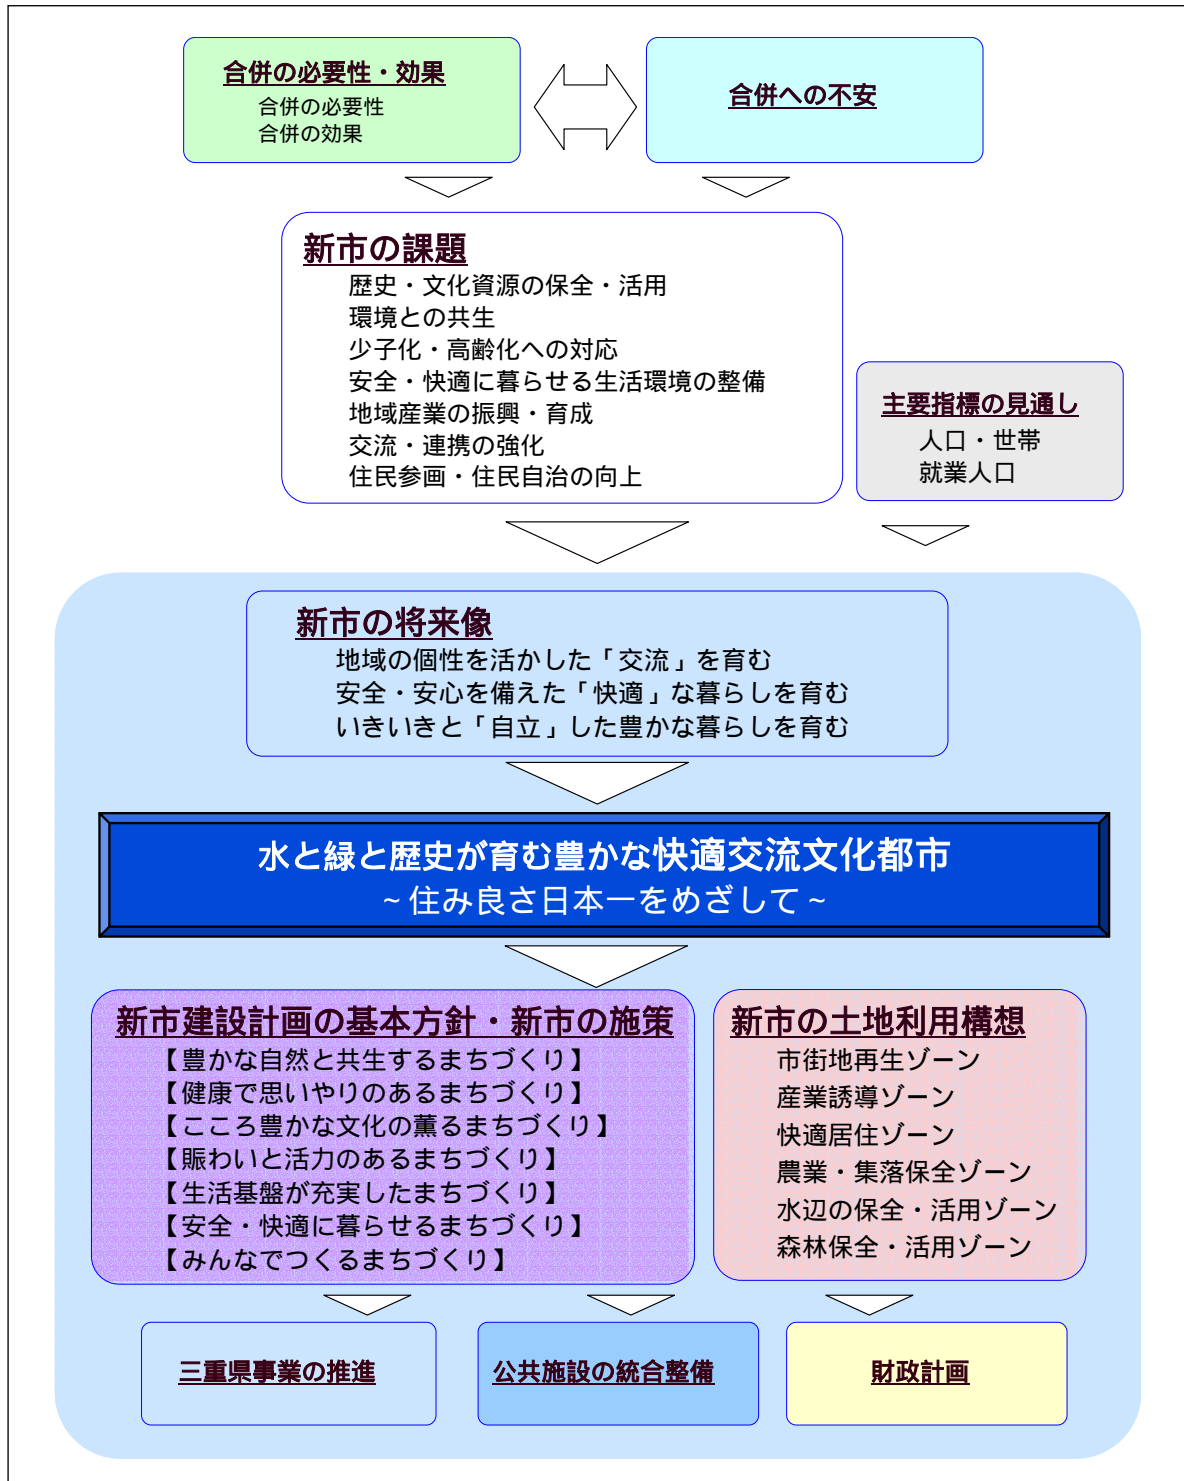 合併の必要性・効果
合併の必要性
合併の効果
合併への不安
新市の課題
歴史・文化資源の保全・活用
環境との共生
少子化・高齢化への対応
安全・快適に暮らせる生活環境の整備
地域産業の振興・育成
交流・連携の強化
住民参画・住民自治の向上
主要指標の見通し
人口・世帯
就業人口
新市の将来像
地域の個性を活かした「交流」を育む
安全・安心を備えた「快適」な暮らしを育む
いきいきと「自立」した豊かな暮らしを育む
水と緑と歴史が育む豊かな快適交流文化都市
~住み良さ日本一をめざして~
新市建設計画の基本方針・新市の施策
【豊かな自然と共生するまちづくり】
【健康で思いやりのあるまちづくり】
【こころ豊かな文化の薫るまちづくり】
【賑わいと活力のあるまちづくり】
【生活基盤が充実したまちづくり】
【安全・快適に暮らせるまちづくり】
【みんなでつくるまちづくり】
新市の土地利用構想
市街地再生ゾーン
産業誘導ゾーン
快適居住ゾーン
農業・集落保全ゾーン
水辺の保全・活用ゾーン
森林保全・活用ゾーン
三重県事業の推進
公共施設の統合整備
財政計画